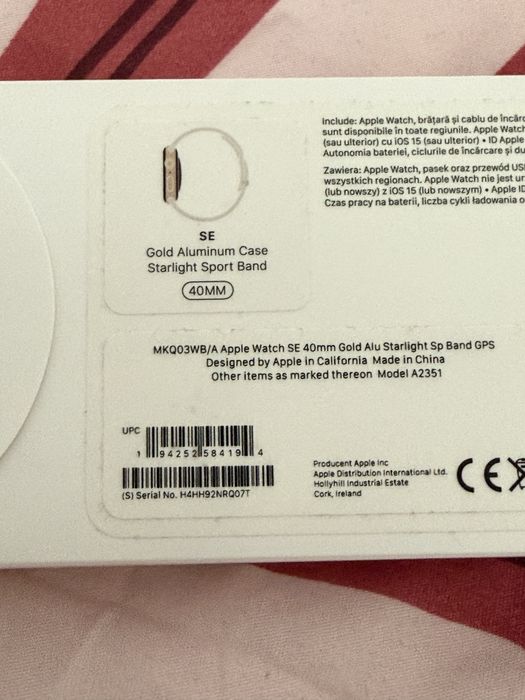 SE
Gold Aluminum Case
Starlight Sport Band
40MM
Include: Apple Watch, brățară și cablu de încărc
sunt disponibile în toate regiunile. Apple Watch
(sau ulterior) cu iOS 15 (sau ulterior) • ID Apple
Autonomia bateriei, ciclurile de încărcare și du
Zawiera: Apple Watch, pasek oraz przewód USB
wszystkich regionach. Apple Watch nie jest ur
(lub nowszy) z iOS 15 (lub nowszym) • Apple ID
Czas pracy na baterii, liczba cykli ładowania o
MKQ03WB/A Apple Watch SE 40mm Gold Alu Starlight Sp Band GPS
Designed by Apple in California Made in China
Other items as marked thereon Model A2351
UPC
1 94252 58419 4
(S) Serial No. H4HH92NRQ07T
Producent Apple Inc
Apple Distribution International Ltd.
Hollyhill Industrial Estate
Cork, Ireland
CE